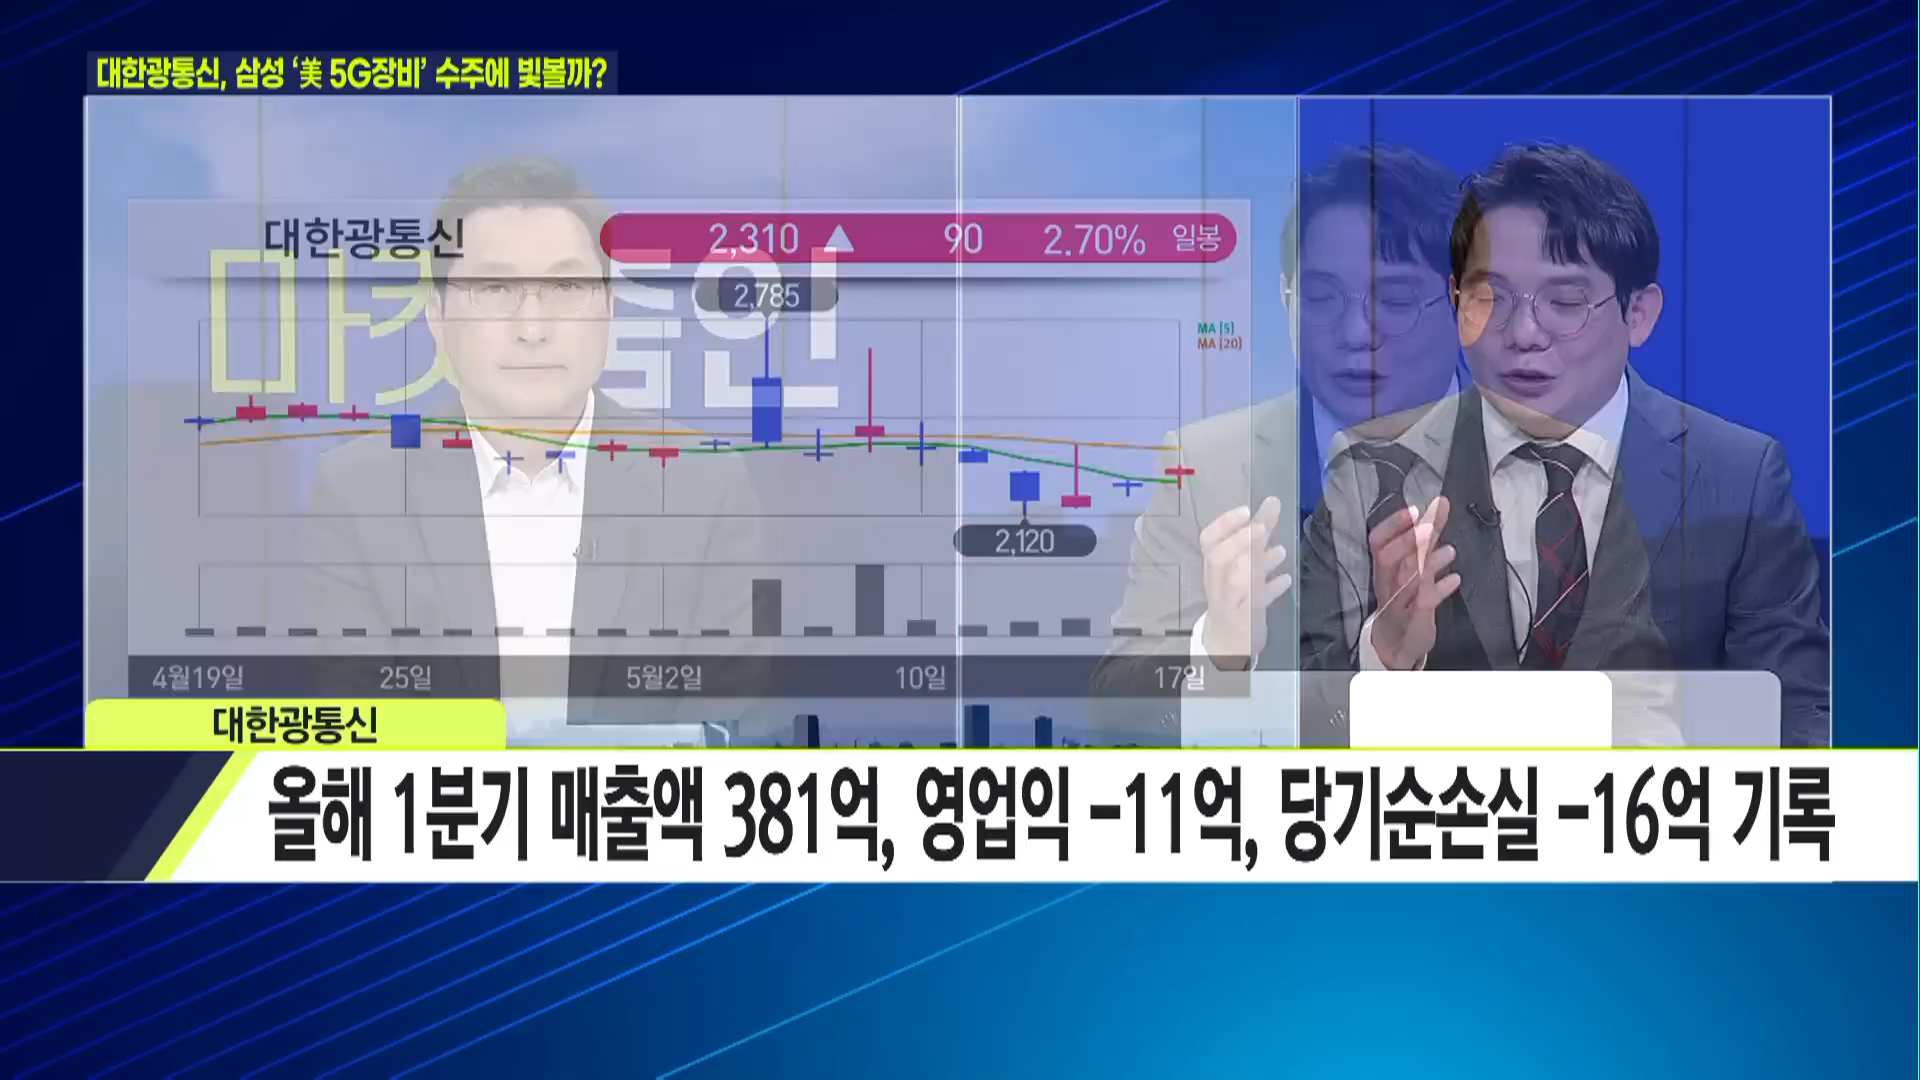 대한광통신, 삼성 ‘美 5G장비’ 수주에 빛볼까?
대한광통신 2,310 ▲ 90 2.70% 일봉
2,785
MA [5]
MA [20]
2,120
4월19일 25일 5월2일 10일 17일
대한광통신
올해 1분기 매출액 381억, 영업익 -11억, 당기순손실 -16억 기록